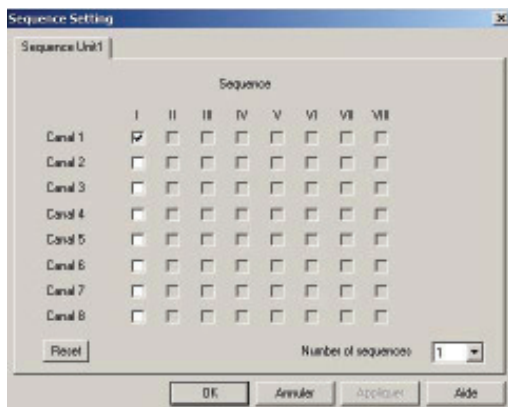 Sequence Setting
Sequence Unit1
Sequence
I II III IV V VI VII VIII
Canal 1
Canal 2
Canal 3
Canal 4
Canal 5
Canal 6
Canal 7
Canal 8
Reset Number of sequences 1
OK Annuler Appliquer Aide